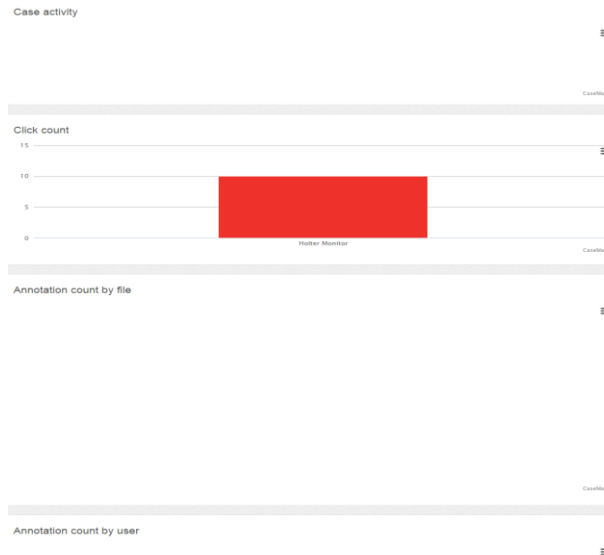 Case activity
Click count
15
10
5
0
Holter Monitor
Annotation count by file
Annotation count by user